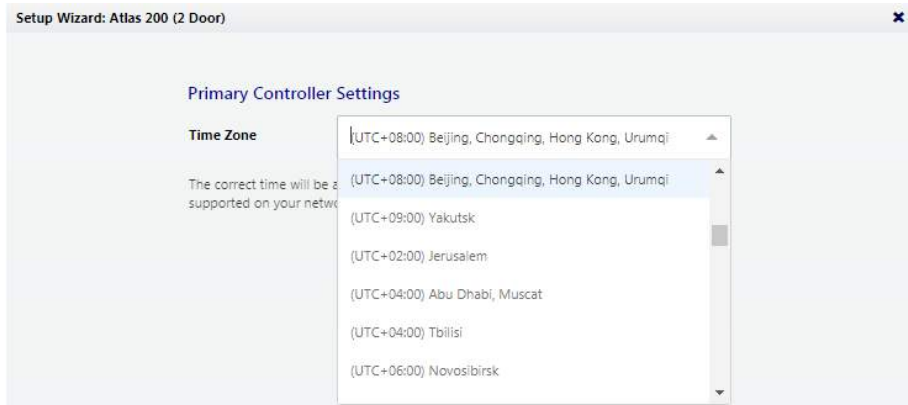 Setup Wizard: Atlas 200 (2 Door)
Primary Controller Settings
Time Zone
(UTC+08:00) Beijing, Chongqing, Hong Kong, Urumqi
The correct time will be
supported on your
(UTC+08:00) Beijing, Chongqing, Hong Kong, Urumqi
(UTC+09:00) Yakutsk
(UTC+02:00) Jerusalem
(UTC+04:00) Abu Dhabi, Muscat
(UTC+04:00) Tbilisi
(UTC+06:00) Novosibirsk